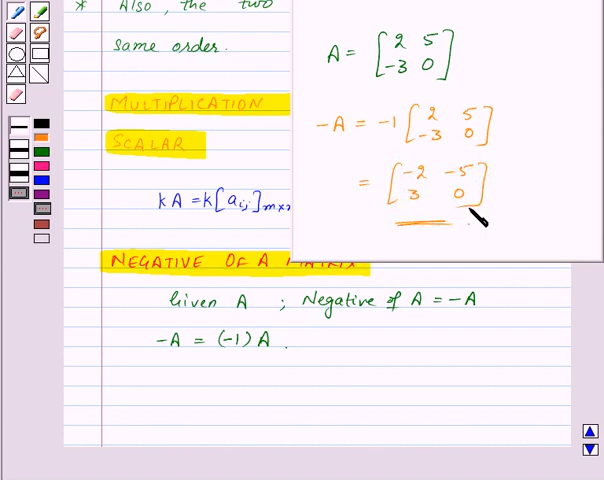 * Also, the two
same order.
MULTIPLICATION
SCALAR
kA = k[aij]m×n
NEGATIVE OF A MATRIX
Given A ; Negative of A = -A
-A = (-1) A .
A = [2 5
-3 0]
-A = -1 [2 5
-3 0]
= [-2 -5
3 0]